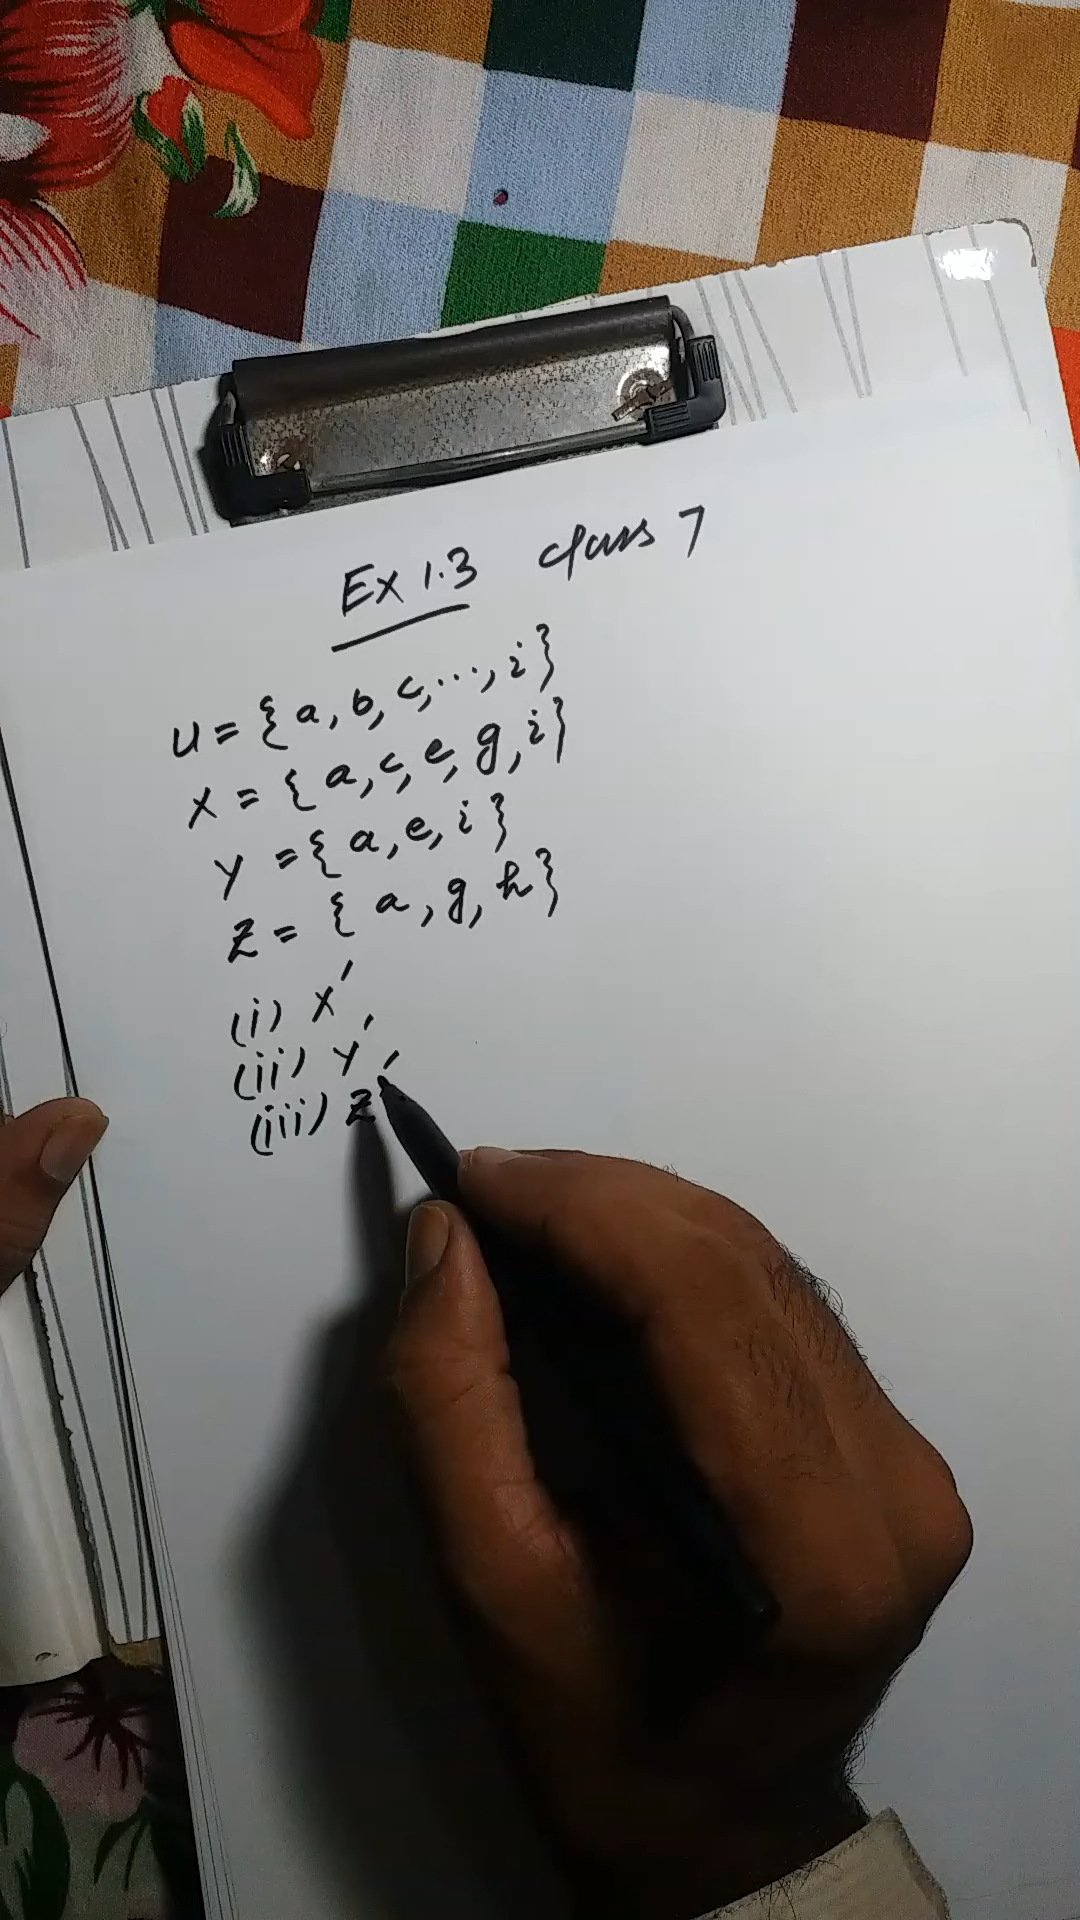 Ex 1.3 class 7
U = { a, b, c, ..., i }
X = { a, c, e, g, i }
Y = { a, e, i }
Z = { a, g, h }
(i) X'
(ii) Y'
(iii) Z'